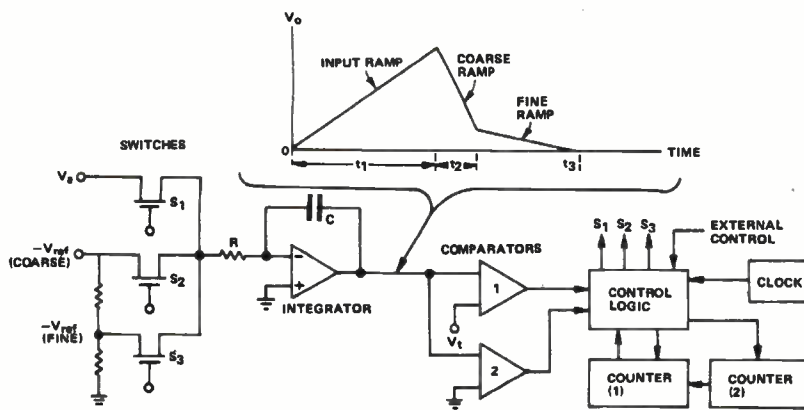 Vo
INPUT RAMP
COARSE
RAMP
FINE
RAMP
0
TIME
t1
t2
t3
SWITCHES
Va
S1
-Vref
(COARSE)
S2
-Vref
(FINE)
S3
R
C
-
+
INTEGRATOR
COMPARATORS
1
Vt
2
S1 S2 S3
EXTERNAL
CONTROL
CONTROL
LOGIC
CLOCK
COUNTER
(1)
COUNTER
(2)